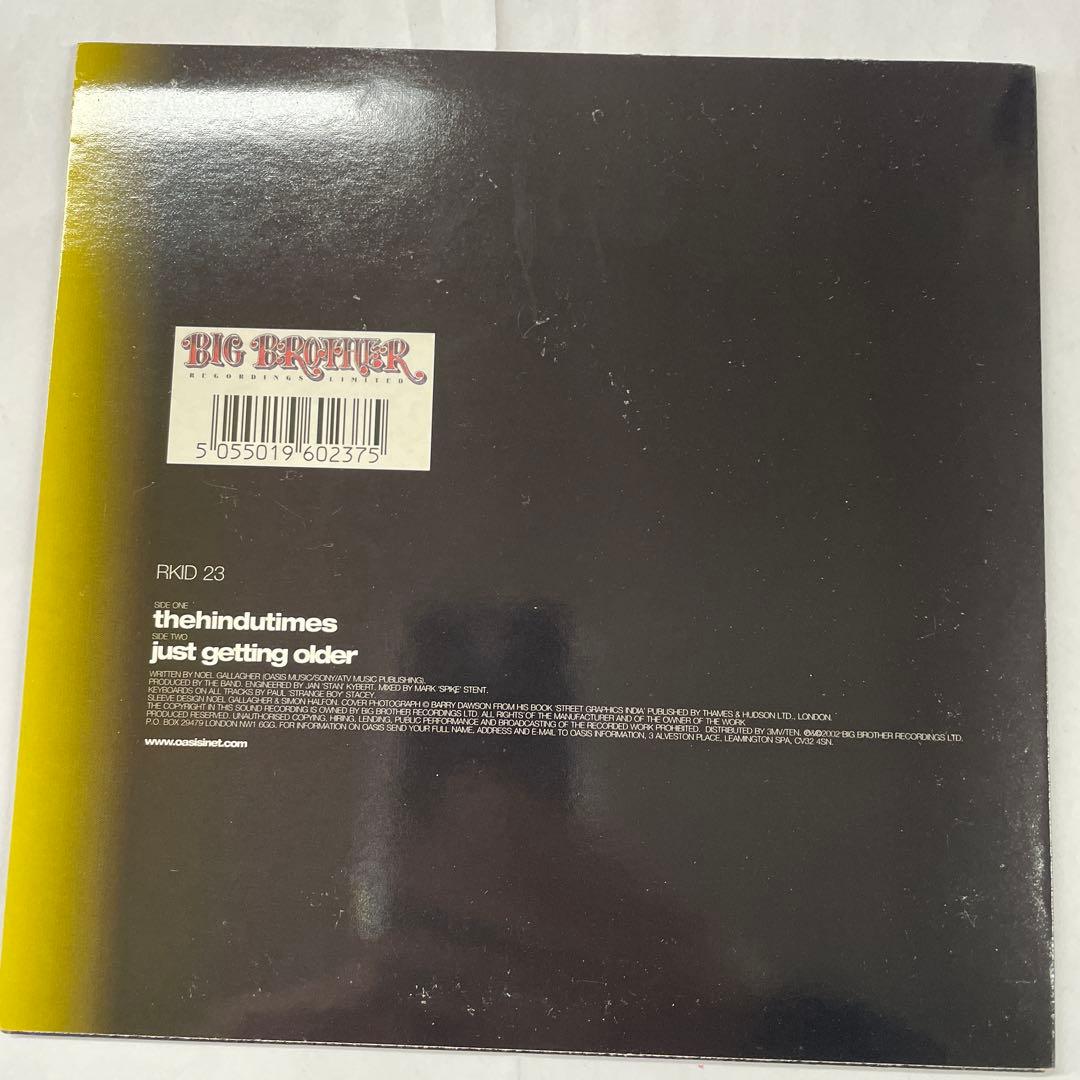 BIG BROTHER
RECORDINGS LIMITED
5 055019 602375
RKID 23
SIDE ONE
thehindutimes
SIDE TWO
just getting older
WRITTEN BY NOEL GALLAGHER (OASIS MUSIC/SONY/ATV MUSIC PUBLISHING).
PRODUCED BY THE BAND. ENGINEERED BY JAN 'STAN' KYBERT. MIXED BY MARK 'SPIKE' STENT.
KEYBOARDS ON ALL TRACKS BY PAUL 'STRANGE BOY' STACEY.
SLEEVE DESIGN NOEL GALLAGHER & SIMON HALFON. COVER PHOTOGRAPH © BARRY DAWSON FROM HIS BOOK 'STREET GRAPHICS INDIA' PUBLISHED BY THAMES & HUDSON LTD., LONDON.
THE COPYRIGHT IN THIS SOUND RECORDING IS OWNED BY BIG BROTHER RECORDINGS LTD. ALL RIGHTS OF THE MANUFACTURER AND OF THE OWNER OF THE WORK
PRODUCED RESERVED. UNAUTHORISED COPYING, HIRING, LENDING, PUBLIC PERFORMANCE AND BROADCASTING OF THE RECORDED WORK PROHIBITED. DISTRIBUTED BY 3MV/TEN. ℗&©2002 BIG BROTHER RECORDINGS LTD.
P.O. BOX 29479 LONDON NW1 6GG. FOR INFORMATION ON OASIS SEND YOUR FULL NAME, ADDRESS AND E-MAIL TO OASIS INFORMATION, 3 ALVESTON PLACE, LEAMINGTON SPA, CV32 4SN.
www.oasisinet.com